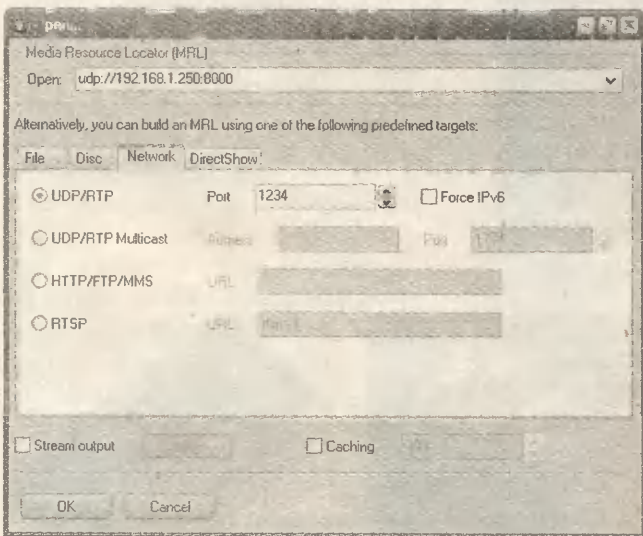 Media Resource Locator (MRL)
Open: udp://192.168.1.250:8000
Alternatively, you can build an MRL using one of the following predefined targets:
File Disc Network DirectShow
UDP/RTP Port 1234 Force IPv6
UDP/RTP Multicast
HTTP/FTP/MMS URL
RTSP URL
Stream output Caching
OK Cancel